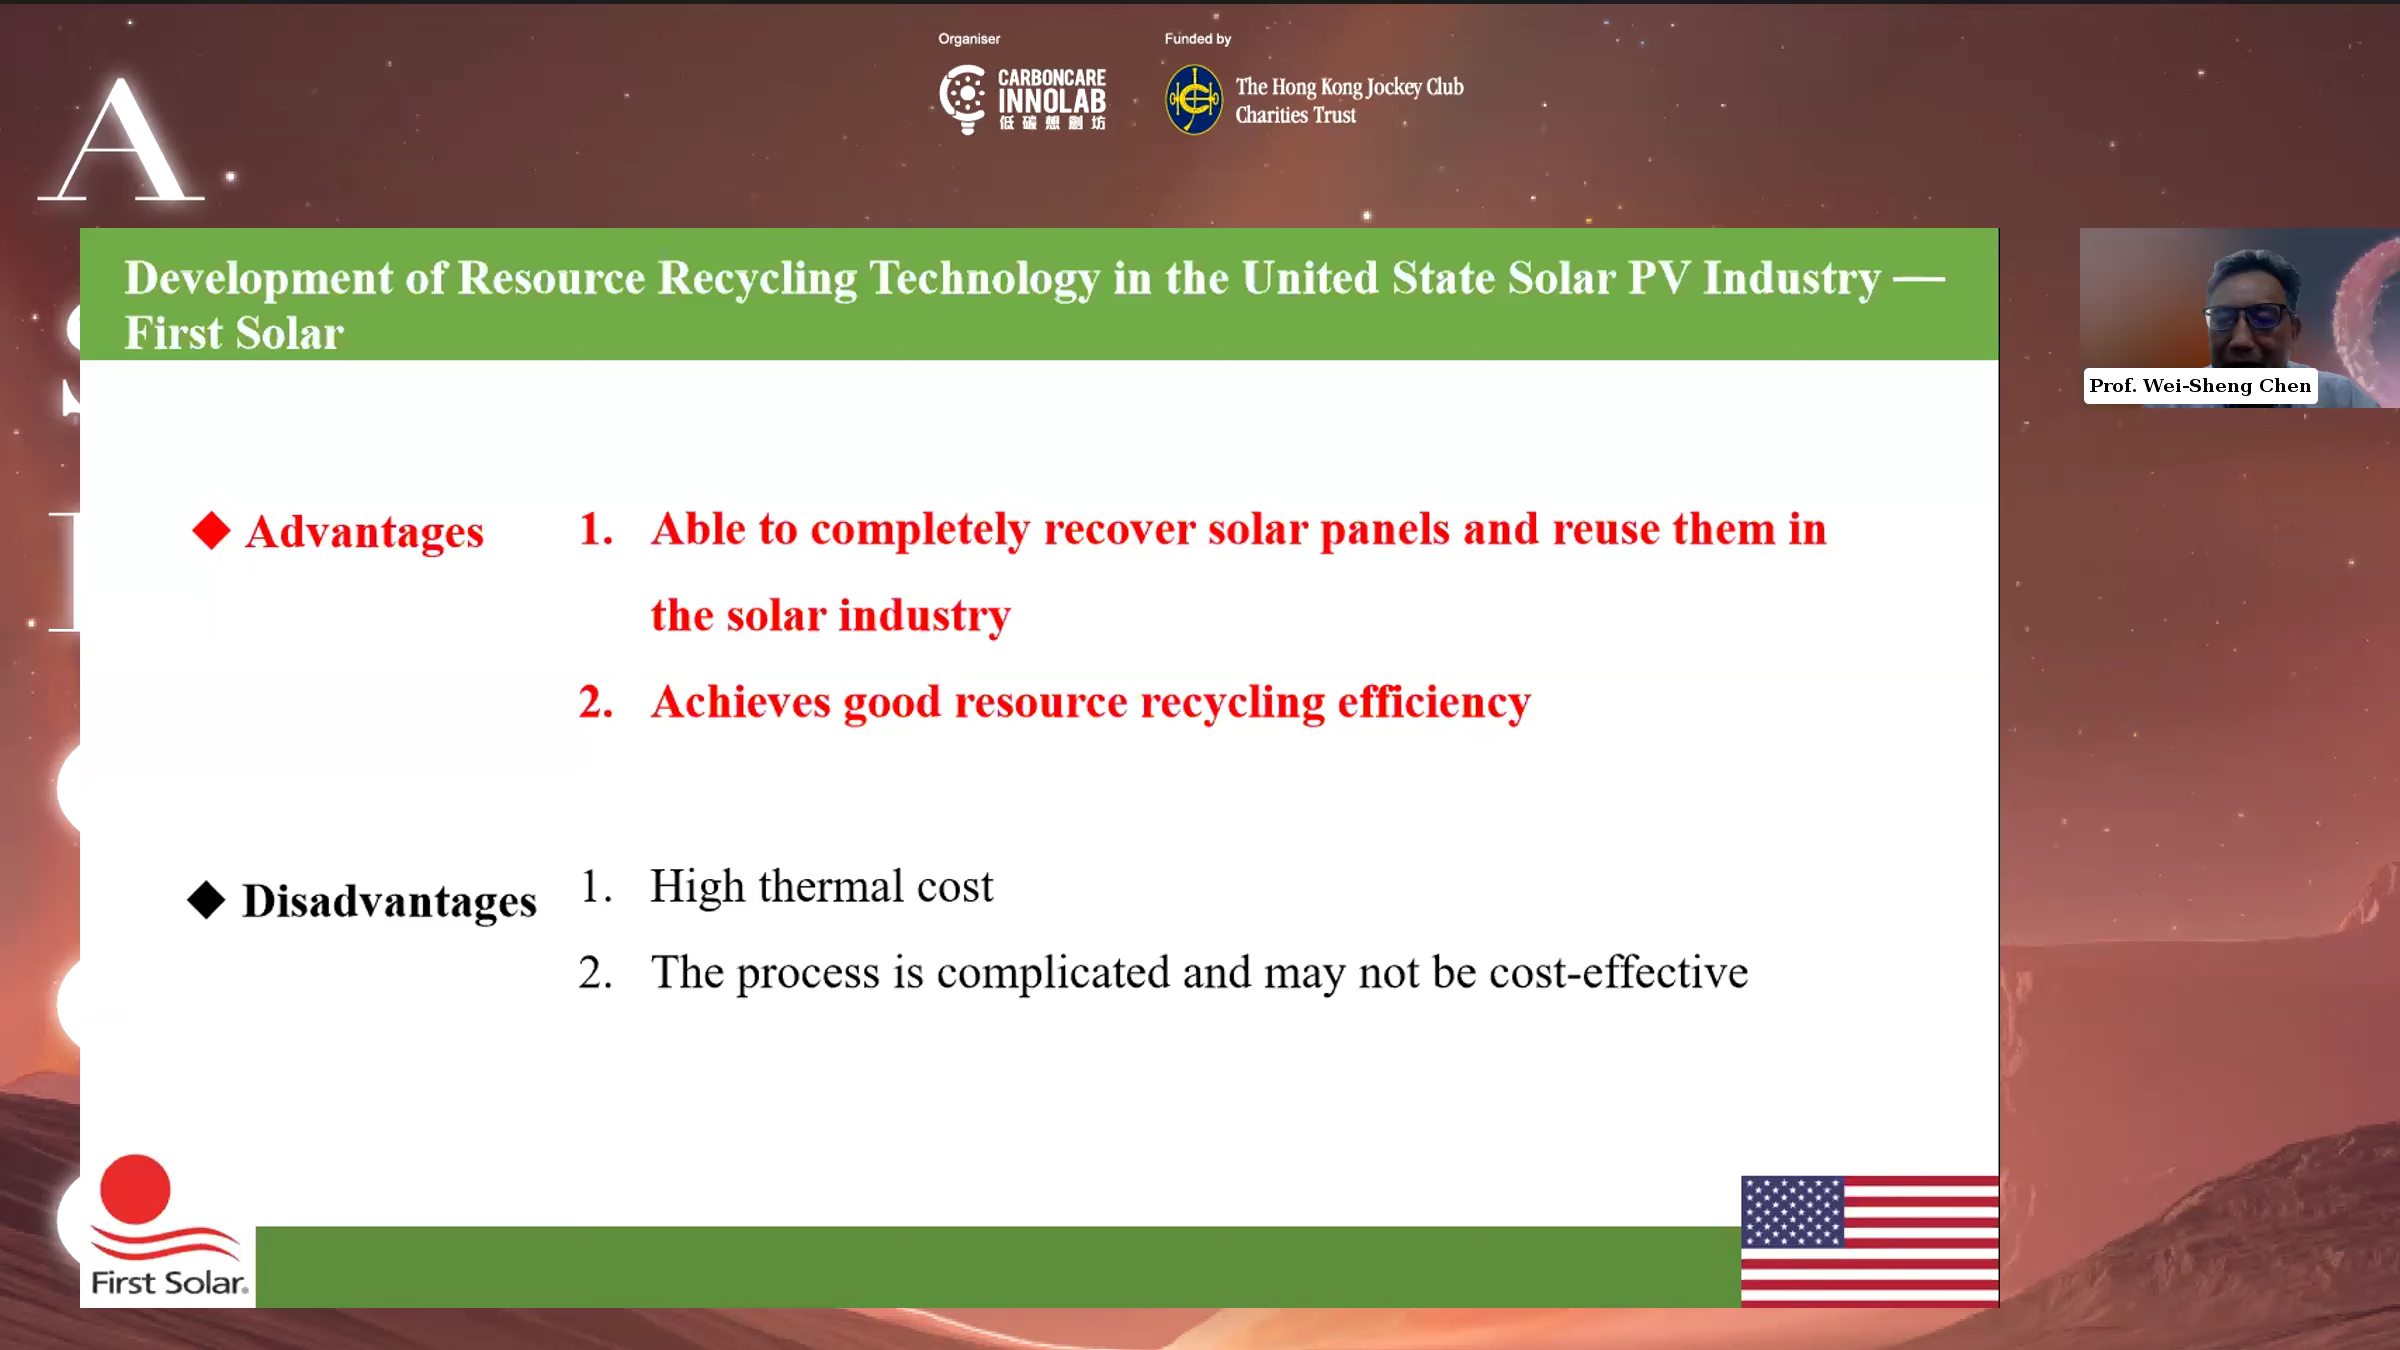 Organiser
Funded by
CARBONCARE
INNOLAB
低碳想創坊
The Hong Kong Jockey Club
Charities Trust
A
Development of Resource Recycling Technology in the United State Solar PV Industry —
First Solar
Prof. Wei-Sheng Chen
◆ Advantages
1. Able to completely recover solar panels and reuse them in
the solar industry
2. Achieves good resource recycling efficiency
◆ Disadvantages
1. High thermal cost
2. The process is complicated and may not be cost-effective
First Solar.